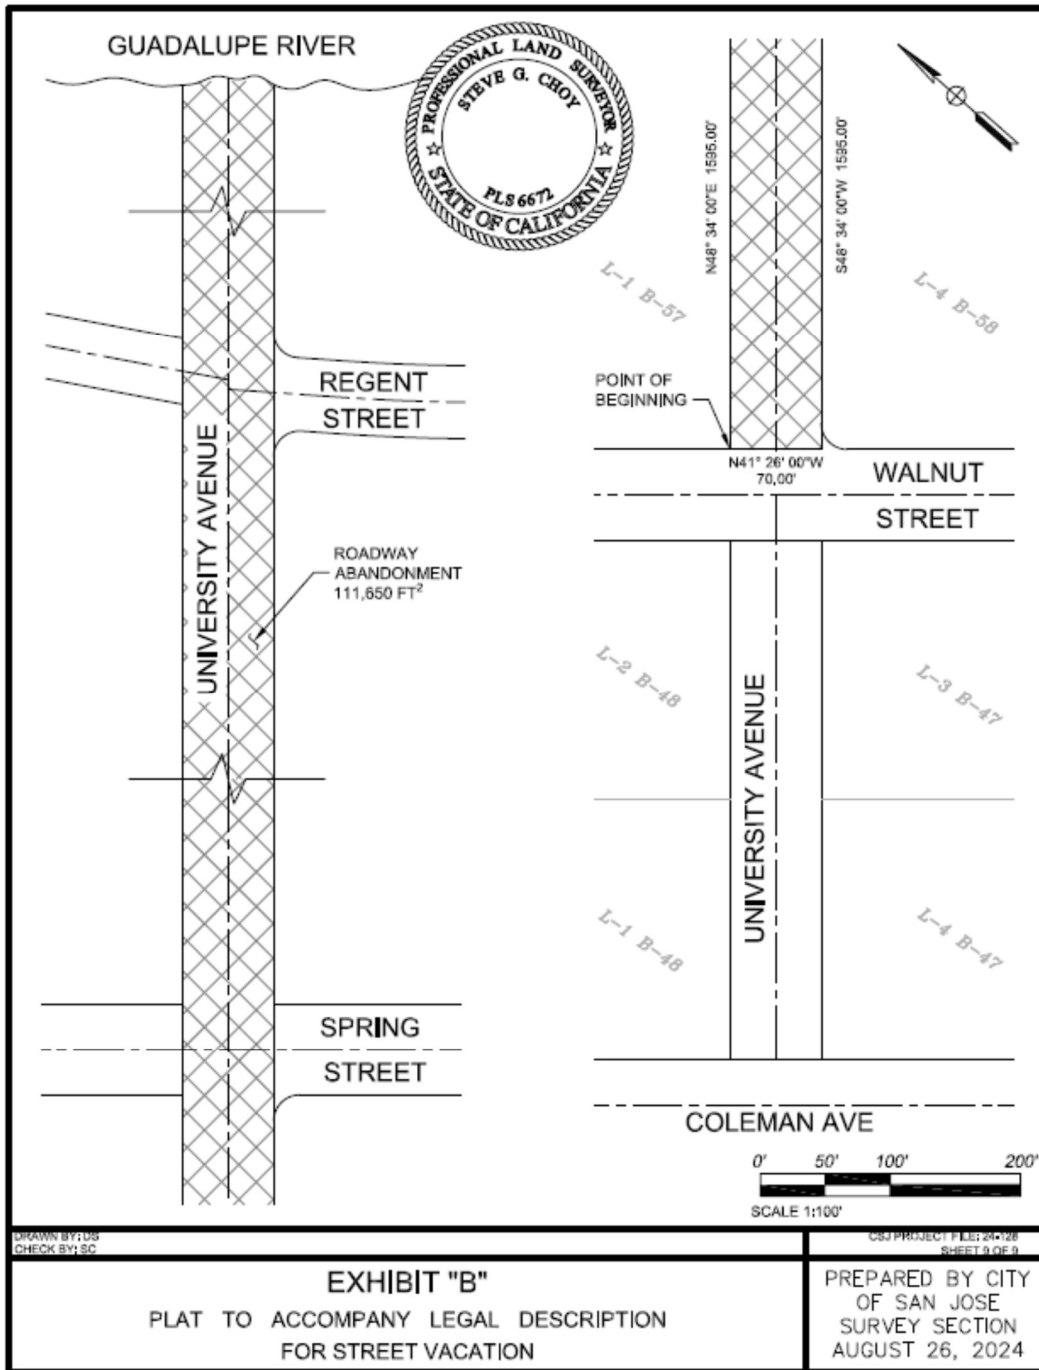 GUADALUPE RIVER
PROFESSIONAL LAND SURVEYOR
STEVE G. CHOY
PLS 6672
STATE OF CALIFORNIA
REGENT
STREET
UNIVERSITY AVENUE
ROADWAY
ABANDONMENT
111,650 FT²
SPRING
STREET
N48° 34' 00"E 1595.00'
S48° 34' 00"W 1595.00'
L-1 B-57
L-4 B-58
POINT OF
BEGINNING
N41° 26' 00"W
70.00'
WALNUT
STREET
L-2 B-48
L-3 B-47
UNIVERSITY AVENUE
L-1 B-48
L-4 B-47
COLEMAN AVE
0' 50' 100' 200'
SCALE 1:100'
DRAWN BY: DS
CHECK BY: SC
CSJ PROJECT FILE: 24-128
SHEET 9 OF 9
EXHIBIT "B"
PLAT TO ACCOMPANY LEGAL DESCRIPTION
FOR STREET VACATION
PREPARED BY CITY
OF SAN JOSE
SURVEY SECTION
AUGUST 26, 2024